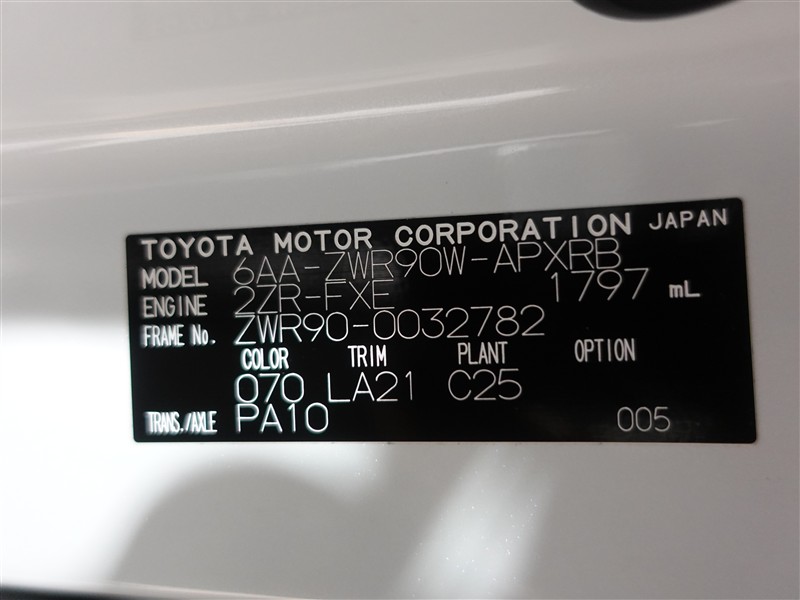 TOYOTA MOTOR CORPORATION JAPAN
MODEL 6AA-ZWR90W-APXRB
ENGINE 2ZR-FXE 1797 mL
FRAME No. ZWR90-0032782
COLOR TRIM PLANT OPTION
070 LA21 C25
TRANS./AXLE PA10 005